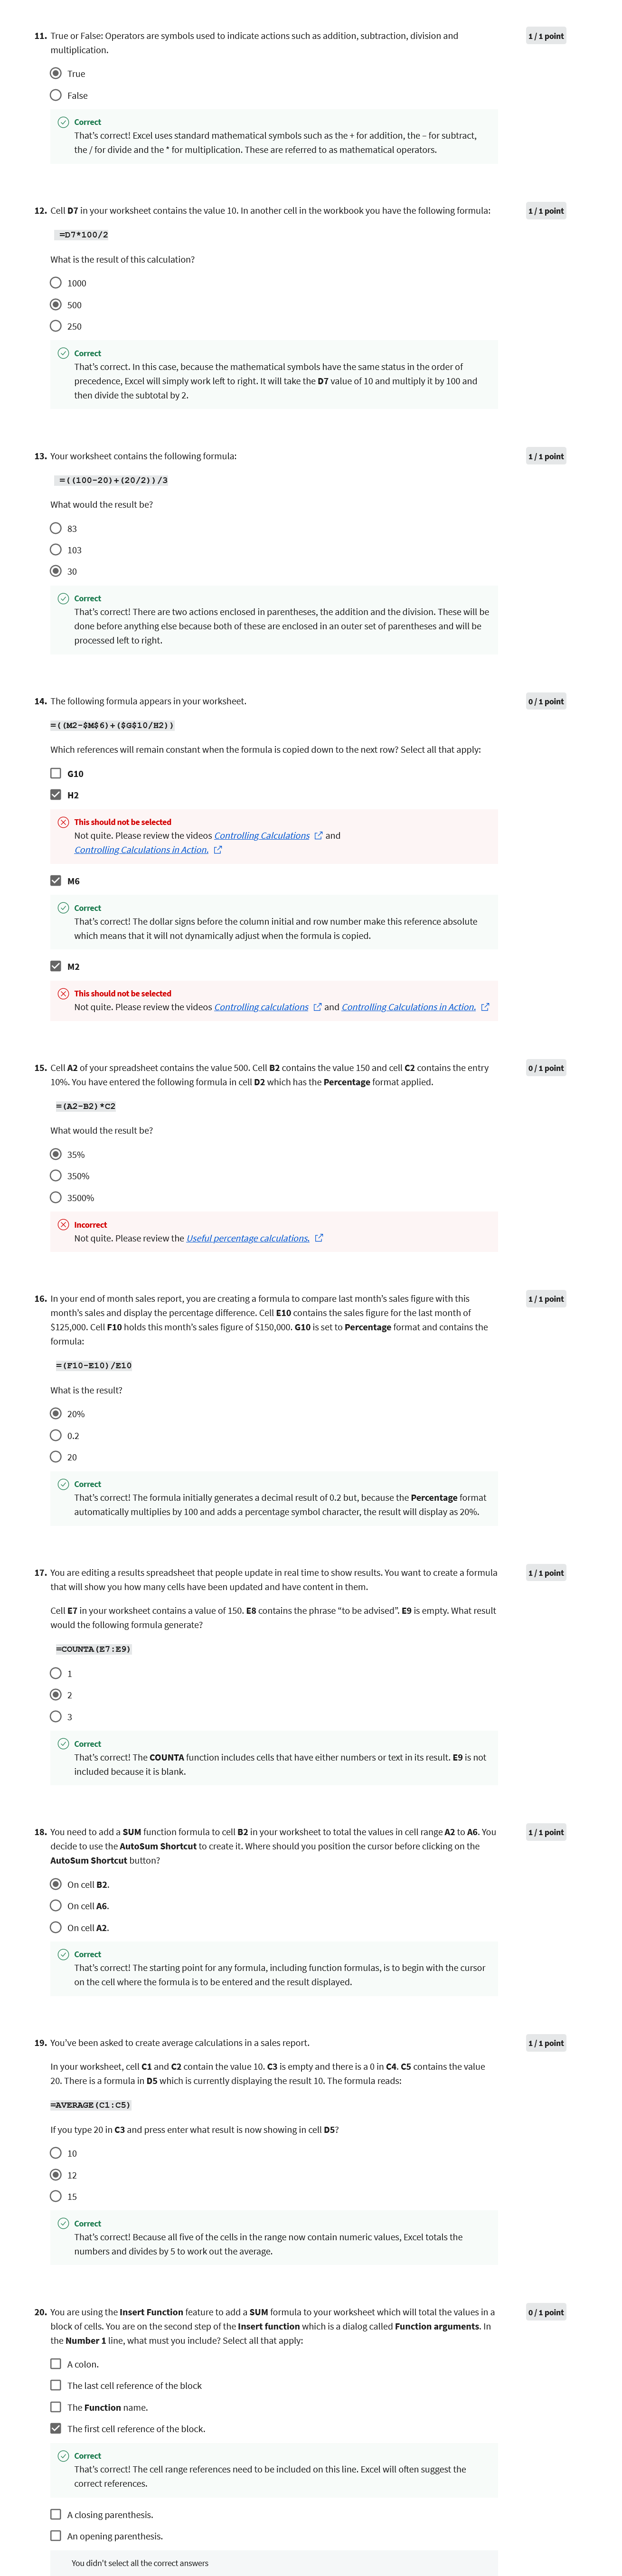 11. True or False: Operators are symbols used to indicate actions such as addition, subtraction, division and
multiplication.
1 / 1 point
True
False
Correct
That's correct! Excel uses standard mathematical symbols such as the + for addition, the – for subtract,
the / for divide and the * for multiplication. These are referred to as mathematical operators.
12. Cell D7 in your worksheet contains the value 10. In another cell in the workbook you have the following formula:
1 / 1 point
=D7*100/2
What is the result of this calculation?
1000
500
250
Correct
That's correct. In this case, because the mathematical symbols have the same status in the order of
precedence, Excel will simply work left to right. It will take the D7 value of 10 and multiply it by 100 and
then divide the subtotal by 2.
13. Your worksheet contains the following formula:
1 / 1 point
=((100-20)+(20/2))/3
What would the result be?
83
103
30
Correct
That's correct! There are two actions enclosed in parentheses, the addition and the division. These will be
done before anything else because both of these are enclosed in an outer set of parentheses and will be
processed left to right.
14. The following formula appears in your worksheet.
0 / 1 point
=((M2-$M$6)+($G$10/H2))
Which references will remain constant when the formula is copied down to the next row? Select all that apply:
G10
H2
This should not be selected
Not quite. Please review the videos Controlling Calculations and
Controlling Calculations in Action.
M6
Correct
That's correct! The dollar signs before the column initial and row number make this reference absolute
which means that it will not dynamically adjust when the formula is copied.
M2
This should not be selected
Not quite. Please review the videos Controlling calculations and Controlling Calculations in Action.
15. Cell A2 of your spreadsheet contains the value 500. Cell B2 contains the value 150 and cell C2 contains the entry
10%. You have entered the following formula in cell D2 which has the Percentage format applied.
0 / 1 point
=(A2-B2)*C2
What would the result be?
35%
350%
3500%
Incorrect
Not quite. Please review the Useful percentage calculations.
16. In your end of month sales report, you are creating a formula to compare last month's sales figure with this
month's sales and display the percentage difference. Cell E10 contains the sales figure for the last month of
$125,000. Cell F10 holds this month's sales figure of $150,000. G10 is set to Percentage format and contains the
formula:
1 / 1 point
=(F10-E10)/E10
What is the result?
20%
0.2
20
Correct
That's correct! The formula initially generates a decimal result of 0.2 but, because the Percentage format
automatically multiplies by 100 and adds a percentage symbol character, the result will display as 20%.
17. You are editing a results spreadsheet that people update in real time to show results. You want to create a formula
that will show you how many cells have been updated and have content in them.
1 / 1 point
Cell E7 in your worksheet contains a value of 150. E8 contains the phrase "to be advised". E9 is empty. What result
would the following formula generate?
=COUNTA(E7:E9)
1
2
3
Correct
That's correct! The COUNTA function includes cells that have either numbers or text in its result. E9 is not
included because it is blank.
18. You need to add a SUM function formula to cell B2 in your worksheet to total the values in cell range A2 to A6. You
decide to use the AutoSum Shortcut to create it. Where should you position the cursor before clicking on the
AutoSum Shortcut button?
1 / 1 point
On cell B2.
On cell A6.
On cell A2.
Correct
That's correct! The starting point for any formula, including function formulas, is to begin with the cursor
on the cell where the formula is to be entered and the result displayed.
19. You've been asked to create average calculations in a sales report.
1 / 1 point
In your worksheet, cell C1 and C2 contain the value 10. C3 is empty and there is a 0 in C4. C5 contains the value
20. There is a formula in D5 which is currently displaying the result 10. The formula reads:
=AVERAGE(C1:C5)
If you type 20 in C3 and press enter what result is now showing in cell D5?
10
12
15
Correct
That's correct! Because all five of the cells in the range now contain numeric values, Excel totals the
numbers and divides by 5 to work out the average.
20. You are using the Insert Function feature to add a SUM formula to your worksheet which will total the values in a
block of cells. You are on the second step of the Insert function which is a dialog called Function arguments. In
the Number 1 line, what must you include? Select all that apply:
0 / 1 point
A colon.
The last cell reference of the block
The Function name.
The first cell reference of the block.
Correct
That's correct! The cell range references need to be included on this line. Excel will often suggest the
correct references.
A closing parenthesis.
An opening parenthesis.
You didn't select all the correct answers